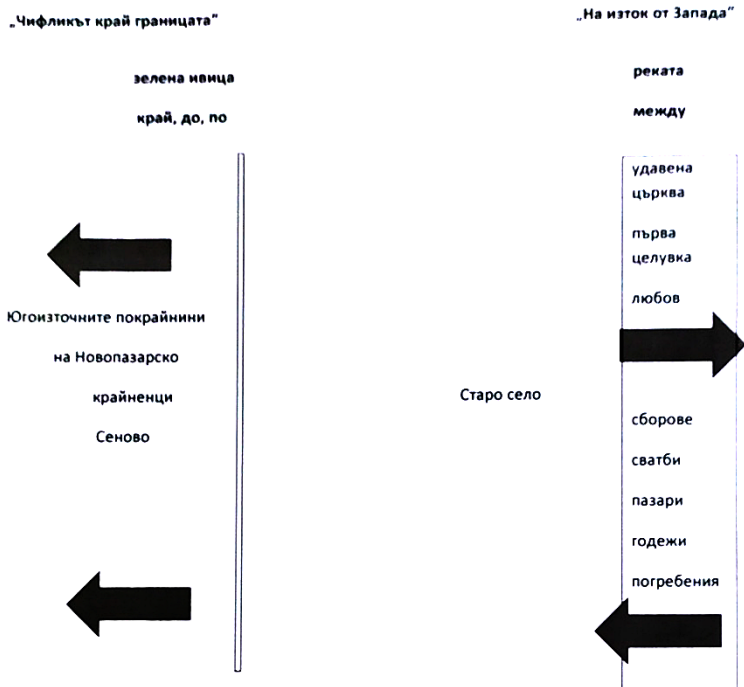 „Чифликът край границата"
зелена ивица
край, до, по
Югоизточните покрайнини
на Новопазарско
крайненци
Сеново
„На изток от Запада"
реката
между
удавена
църква
първа
целувка
любов
Старо село
сборове
сватби
пазари
годежи
погребения